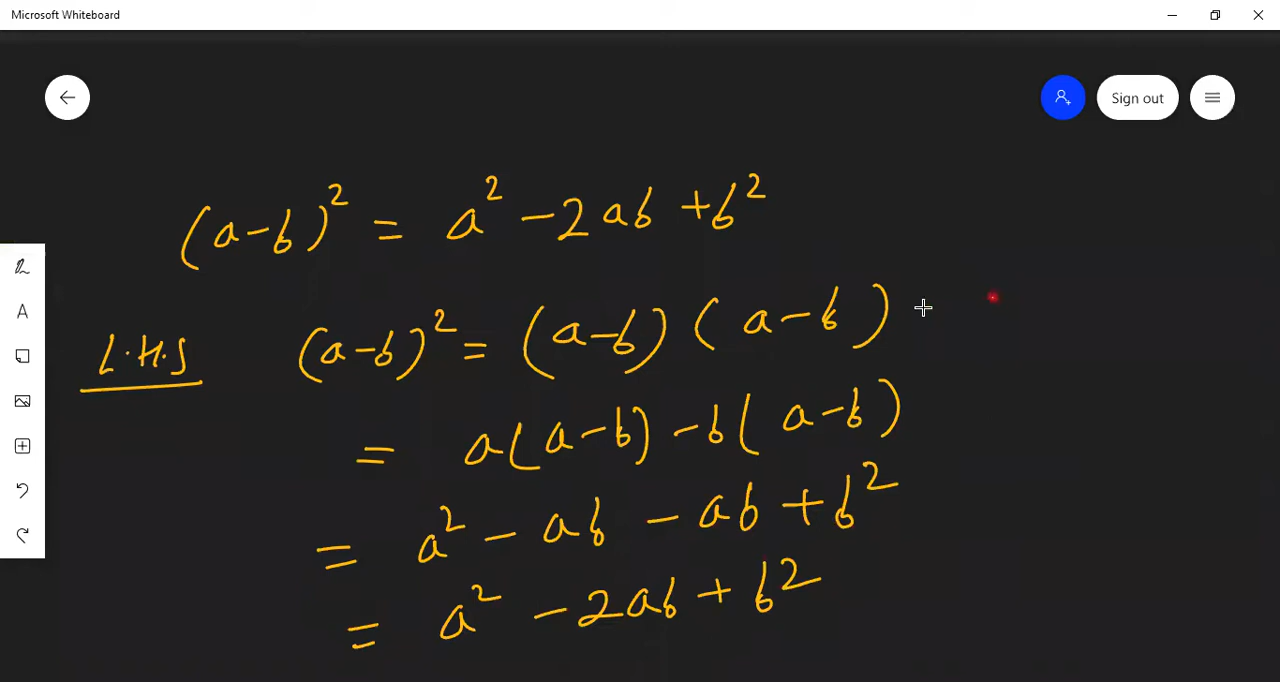 Microsoft Whiteboard
Sign out
(a-b)² = a² - 2ab + b²
L.H.S (a-b)² = (a-b) (a-b)
= a(a-b) - b(a-b)
= a² - ab - ab + b²
= a² - 2ab + b²
A